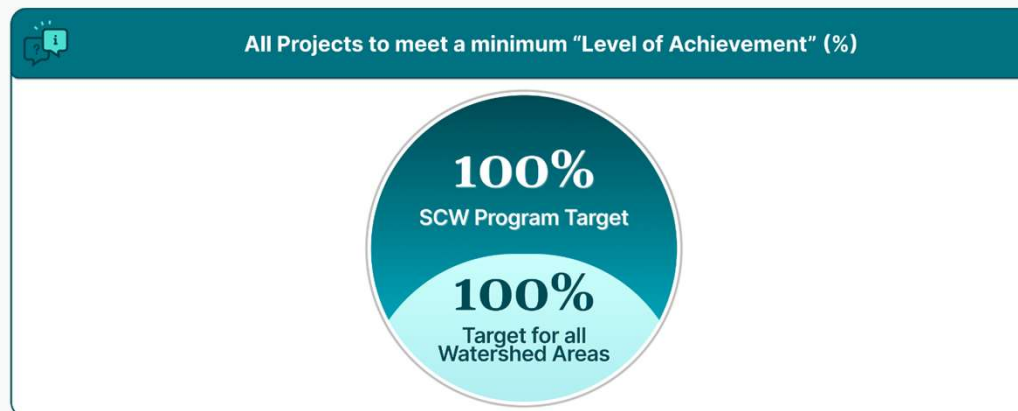 All Projects to meet a minimum “Level of Achievement” (%)
100%
SCW Program Target
100%
Target for all
Watershed Areas